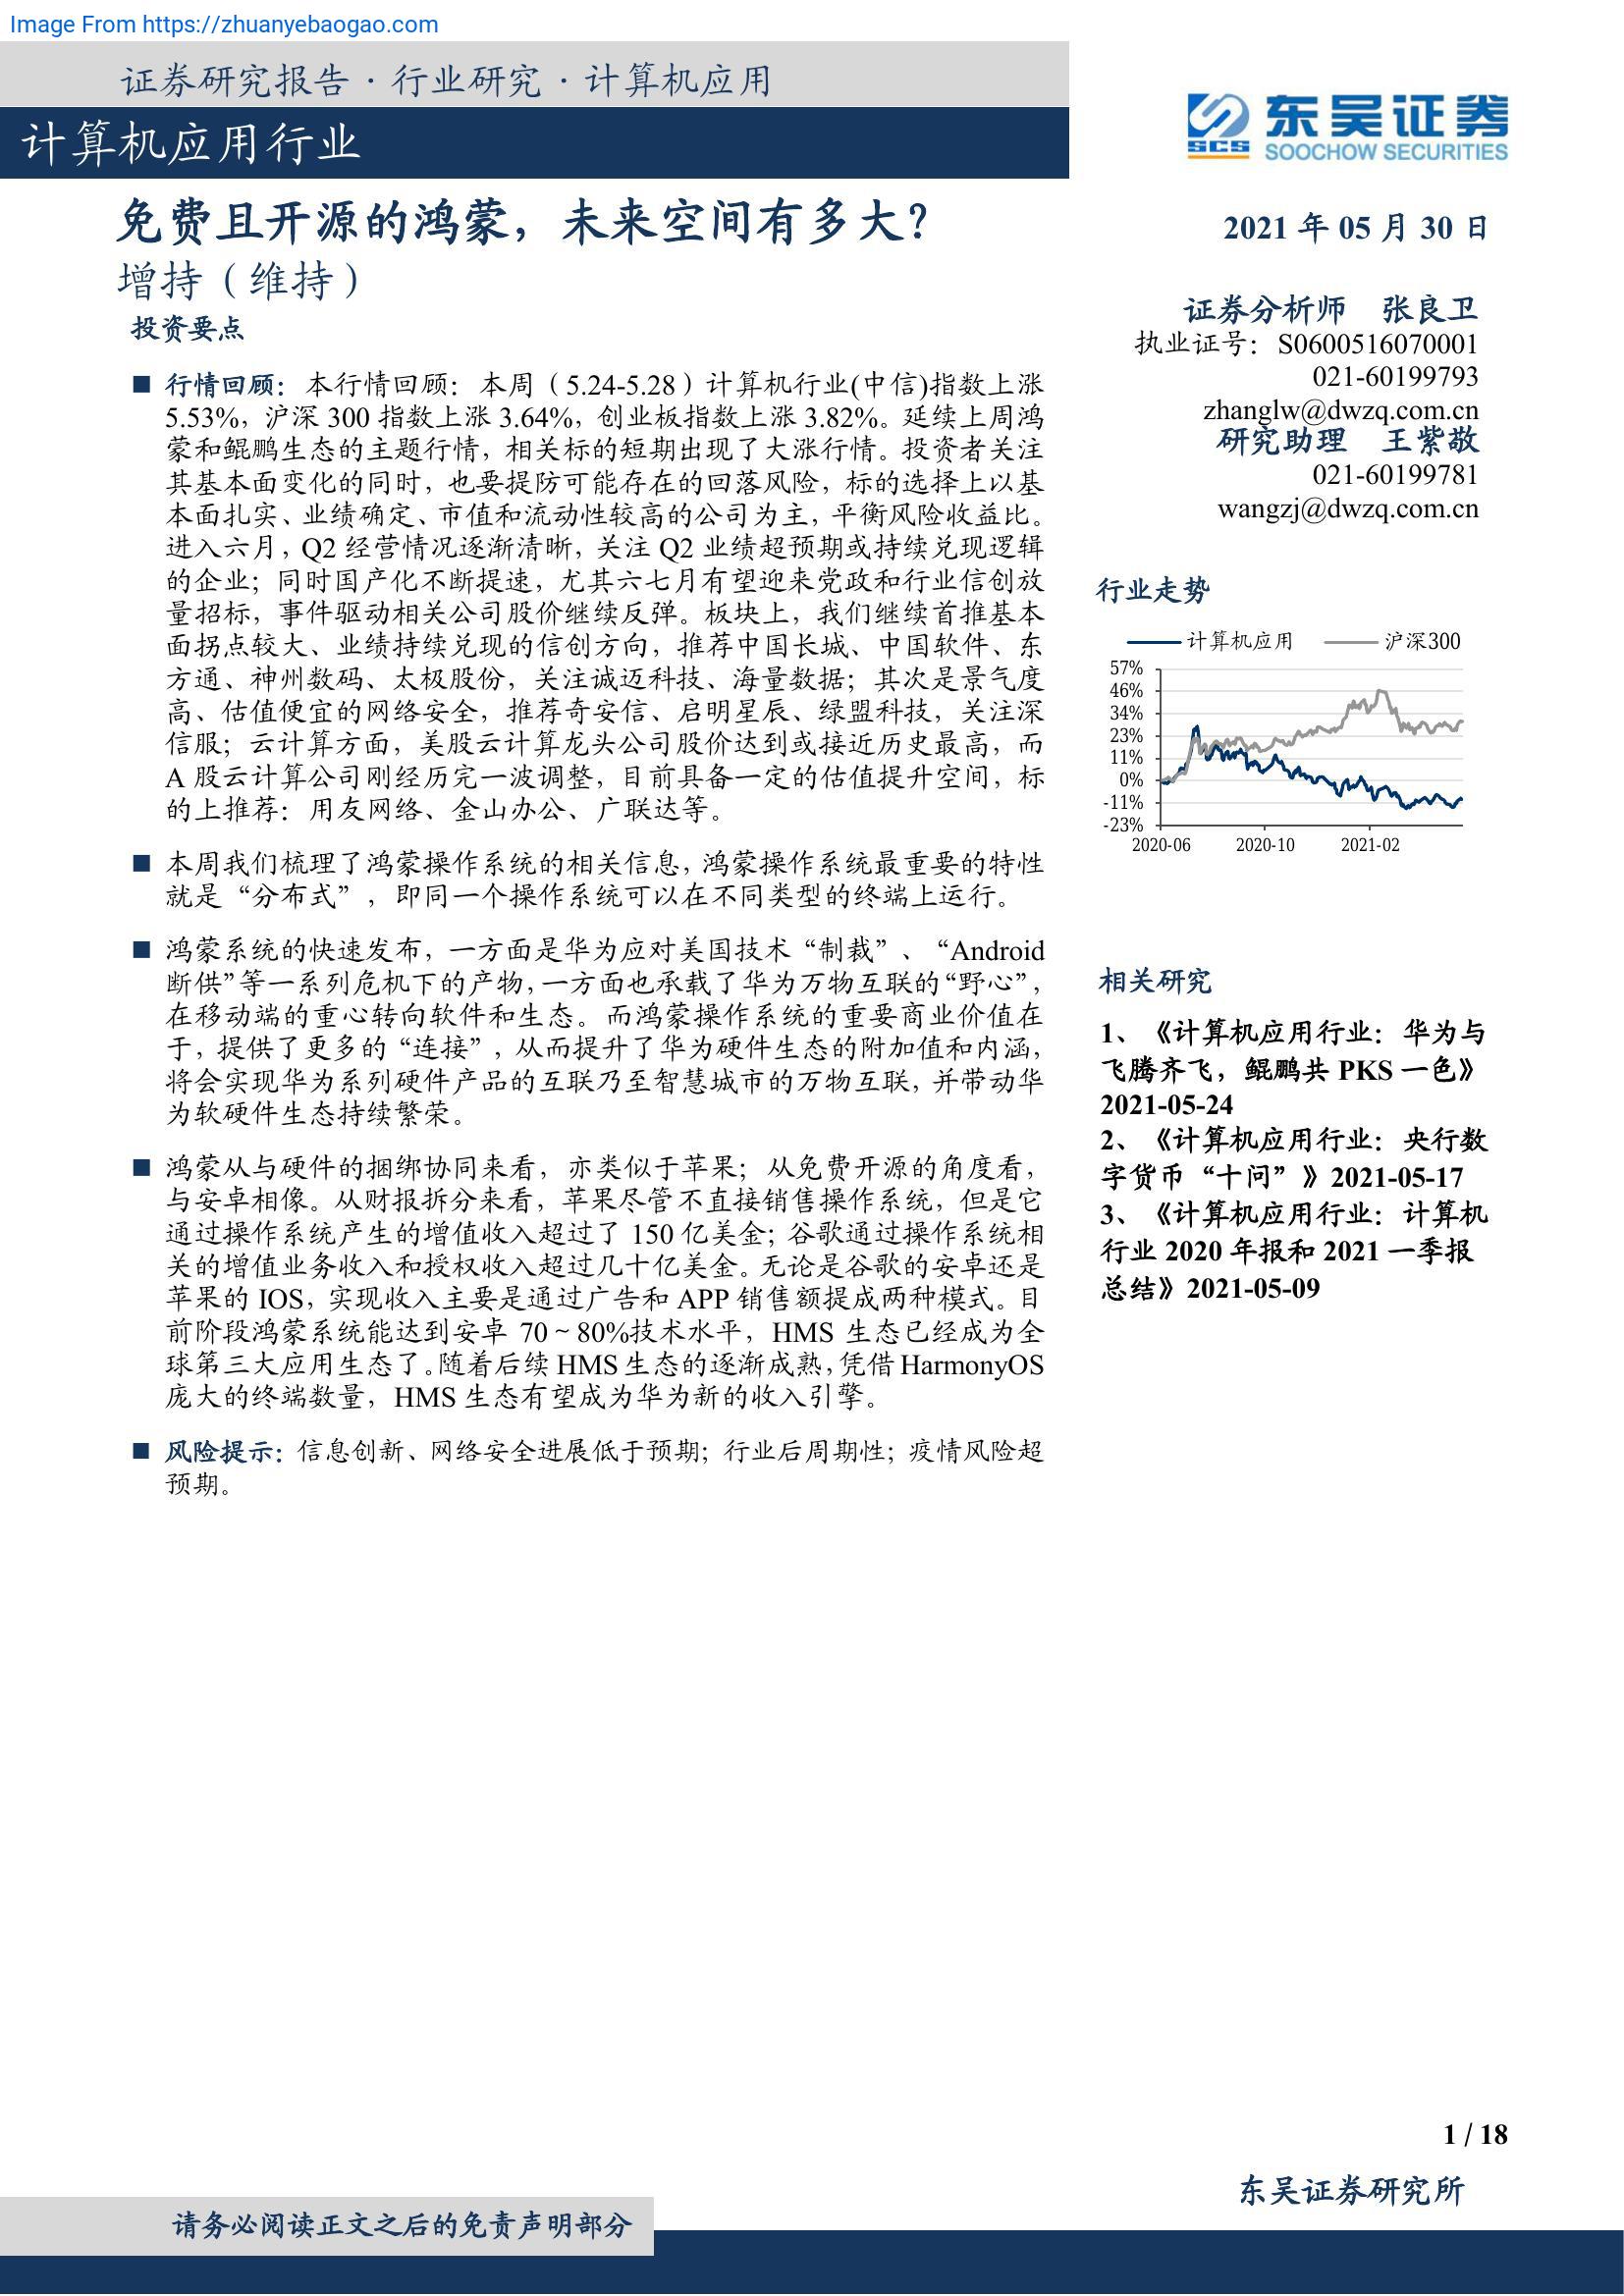 Image From https://zhuanyebaogao.com
证券研究报告·行业研究·计算机应用
计算机应用行业
东吴证券
SCS
SOOCHOW SECURITIES
免费且开源的鸿蒙，未来空间有多大？
增持（维持）
投资要点
■ 行情回顾：本行情回顾：本周（5.24-5.28）计算机行业(中信)指数上涨
5.53%，沪深 300 指数上涨 3.64%，创业板指数上涨 3.82%。延续上周鸿
蒙和鲲鹏生态的主题行情，相关标的短期出现了大涨行情。投资者关注
其基本面变化的同时，也要提防可能存在的回落风险，标的选择上以基
本面扎实、业绩确定、市值和流动性较高的公司为主，平衡风险收益比。
进入六月，Q2 经营情况逐渐清晰，关注 Q2 业绩超预期或持续兑现逻辑
的企业；同时国产化不断提速，尤其六七月有望迎来党政和行业信创放
量招标，事件驱动相关公司股价继续反弹。板块上，我们继续首推基本
面拐点较大、业绩持续兑现的信创方向，推荐中国长城、中国软件、东
方通、神州数码、太极股份，关注诚迈科技、海量数据；其次是景气度
高、估值便宜的网络安全，推荐奇安信、启明星辰、绿盟科技，关注深
信服；云计算方面，美股云计算龙头公司股价达到或接近历史最高，而
A 股云计算公司刚经历完一波调整，目前具备一定的估值提升空间，标
的上推荐：用友网络、金山办公、广联达等。
■ 本周我们梳理了鸿蒙操作系统的相关信息，鸿蒙操作系统最重要的特性
就是“分布式”，即同一个操作系统可以在不同类型的终端上运行。
■ 鸿蒙系统的快速发布，一方面是华为应对美国技术“制裁”、“Android
断供”等一系列危机下的产物，一方面也承载了华为万物互联的“野心”，
在移动端的重心转向软件和生态。而鸿蒙操作系统的重要商业价值在
于，提供了更多的“连接”，从而提升了华为硬件生态的附加值和内涵，
将会实现华为系列硬件产品的互联乃至智慧城市的万物互联，并带动华
为软硬件生态持续繁荣。
■ 鸿蒙从与硬件的捆绑协同来看，亦类似于苹果；从免费开源的角度看，
与安卓相像。从财报拆分来看，苹果尽管不直接销售操作系统，但是它
通过操作系统产生的增值收入超过了 150 亿美金；谷歌通过操作系统相
关的增值业务收入和授权收入超过几十亿美金。无论是谷歌的安卓还是
苹果的 IOS，实现收入主要是通过广告和 APP 销售额提成两种模式。目
前阶段鸿蒙系统能达到安卓 70～80%技术水平，HMS 生态已经成为全
球第三大应用生态了。随着后续 HMS 生态的逐渐成熟，凭借 HarmonyOS
庞大的终端数量，HMS 生态有望成为华为新的收入引擎。
■ 风险提示：信息创新、网络安全进展低于预期；行业后周期性；疫情风险超
预期。
2021 年 05 月 30 日
证券分析师 张良卫
执业证号：S0600516070001
021-60199793
zhanglw@dwzq.com.cn
研究助理 王紫敬
021-60199781
wangzj@dwzq.com.cn
行业走势
计算机应用 沪深300
57%
46%
34%
23%
11%
0%
-11%
-23%
2020-06 2020-10 2021-02
相关研究
1、《计算机应用行业：华为与
飞腾齐飞，鲲鹏共 PKS 一色》
2021-05-24
2、《计算机应用行业：央行数
字货币“十问”》2021-05-17
3、《计算机应用行业：计算机
行业 2020 年报和 2021 一季报
总结》2021-05-09
1 / 18
东吴证券研究所
请务必阅读正文之后的免责声明部分